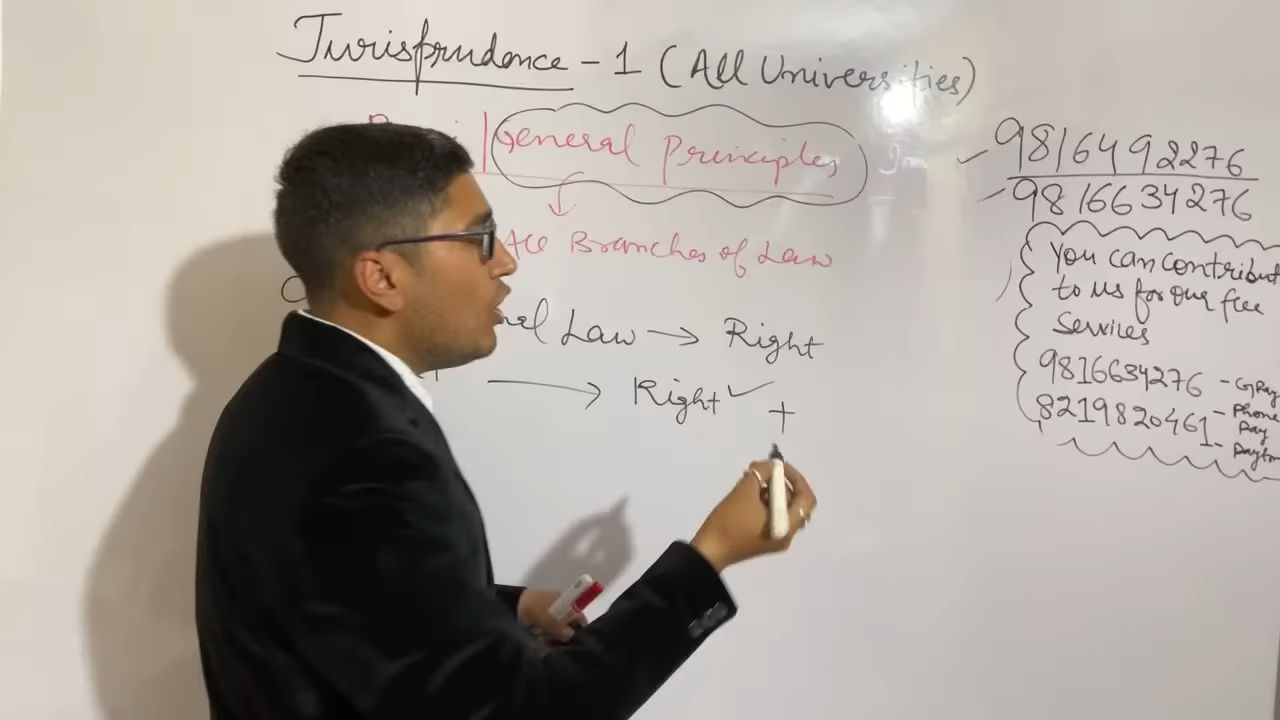 Jurisprudence - 1 (All Universities)
General Principles
All Branches of Law
Law → Right
→ Right ✓ +
9816492276
9816634276
You can contribut
to us for our free
Services
9816634276 - GPay
8219820461 - Phone
Pay
- Paytm